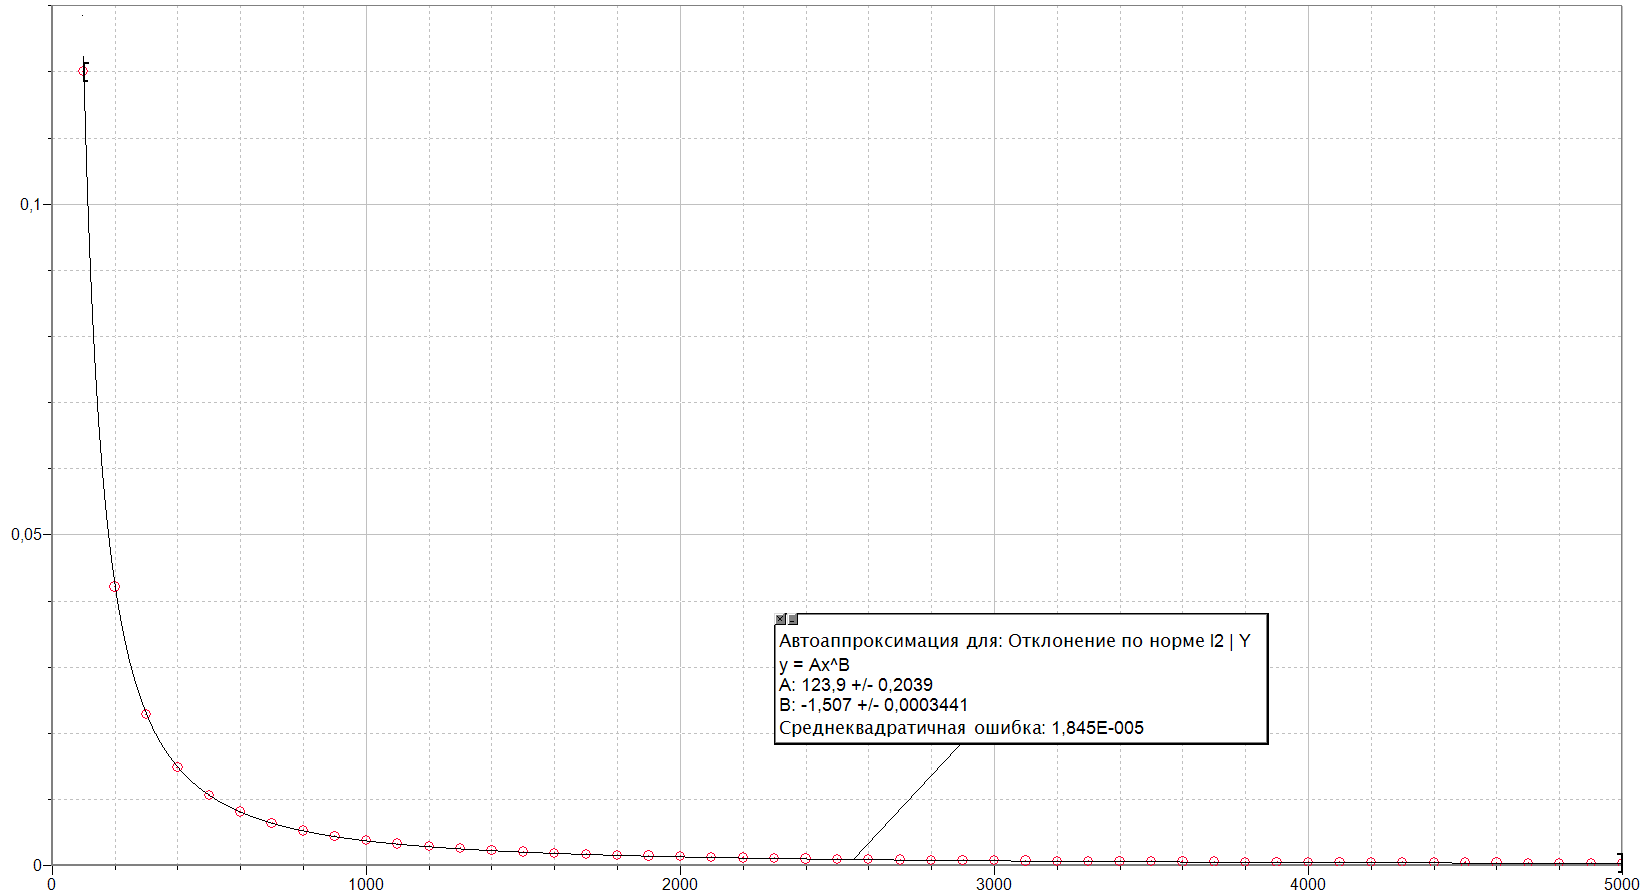 0,1
0,05
0
Автоаппроксимация для: Отклонение по норме l2 | Y
y = Ax^B
A: 123,9 +/- 0,2039
B: -1,507 +/- 0,0003441
Среднеквадратичная ошибка: 1,845E-005
0 1000 2000 3000 4000 5000